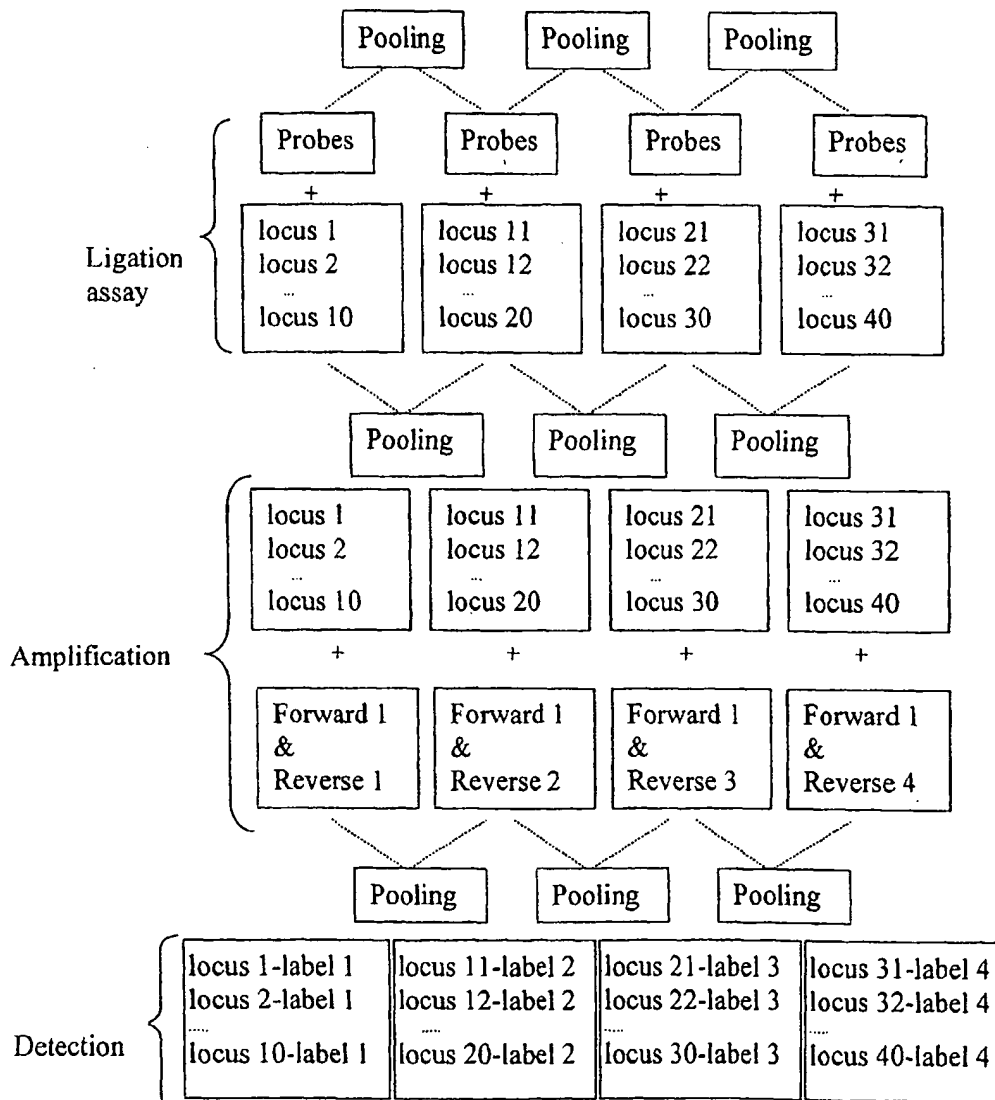 Pooling Pooling Pooling
Probes Probes Probes Probes
+ + + +
Ligation
assay
locus 1 locus 11 locus 21 locus 31
locus 2 locus 12 locus 22 locus 32
... ... ... ...
locus 10 locus 20 locus 30 locus 40
Pooling Pooling Pooling
Amplification
locus 1 locus 11 locus 21 locus 31
locus 2 locus 12 locus 22 locus 32
... ... ... ...
locus 10 locus 20 locus 30 locus 40
+ + + +
Forward 1 Forward 1 Forward 1 Forward 1
& & & &
Reverse 1 Reverse 2 Reverse 3 Reverse 4
Pooling Pooling Pooling
Detection
locus 1-label 1 locus 11-label 2 locus 21-label 3 locus 31-label 4
locus 2-label 1 locus 12-label 2 locus 22-label 3 locus 32-label 4
..... ..... ..... .....
locus 10-label 1 locus 20-label 2 locus 30-label 3 locus 40-label 4